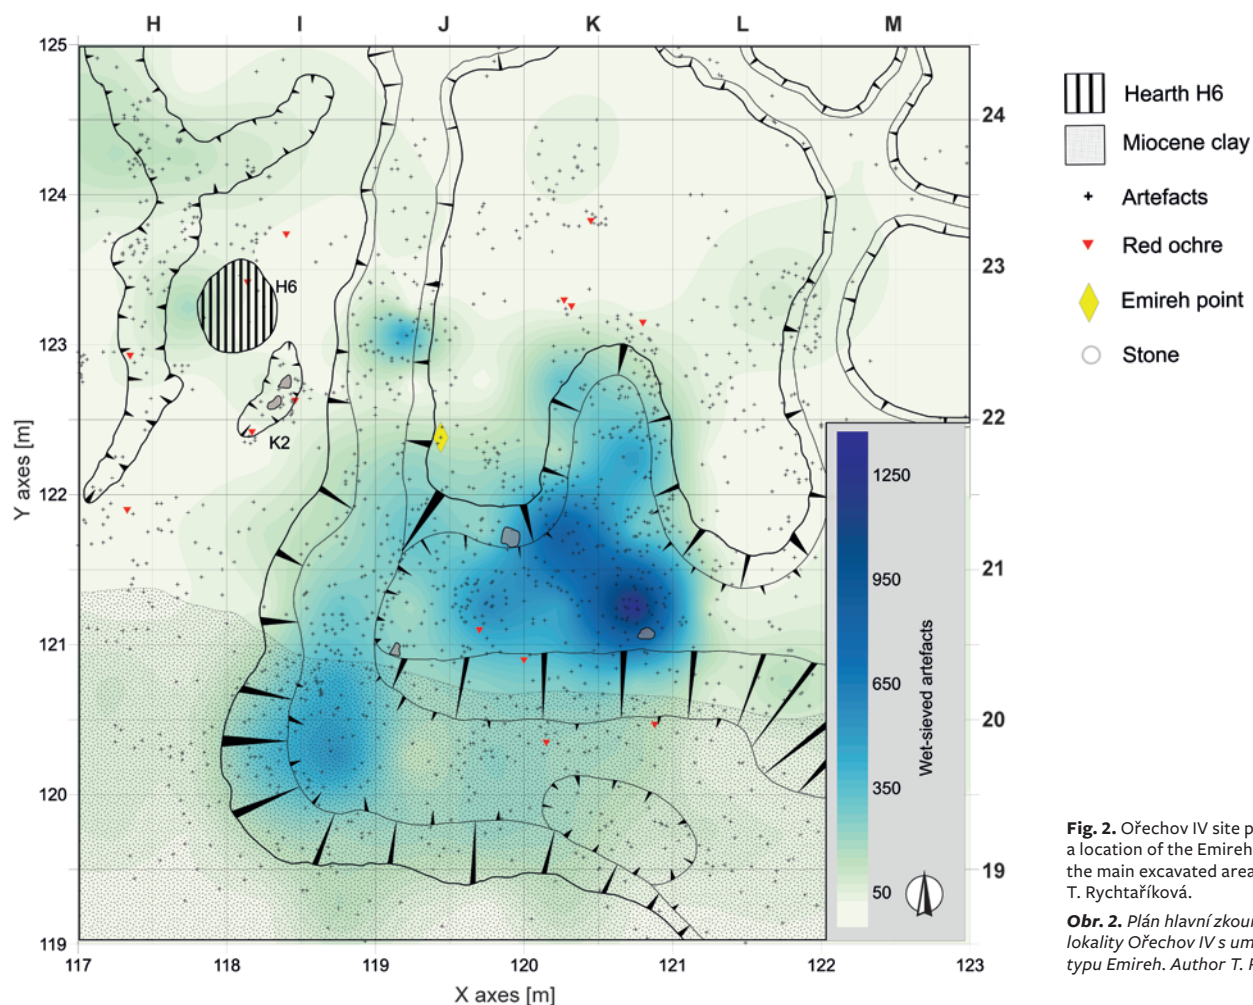 H I J K L M
125
124
123
122
121
120
119
Y axes [m]
24
23
22
21
20
19
H6
K2
1250
950
650
350
50
Wet-sieved artefacts
117 118 119 120 121 122 123
X axes [m]
Hearth H6
Miocene clay
Artefacts
Red ochre
Emireh point
Stone
Fig. 2. Ořechov IV site p
a location of the Emireh
the main excavated area
T. Rychtaříková.
Obr. 2. Plán hlavní zkou
lokality Ořechov IV s um
typu Emireh. Author T. R